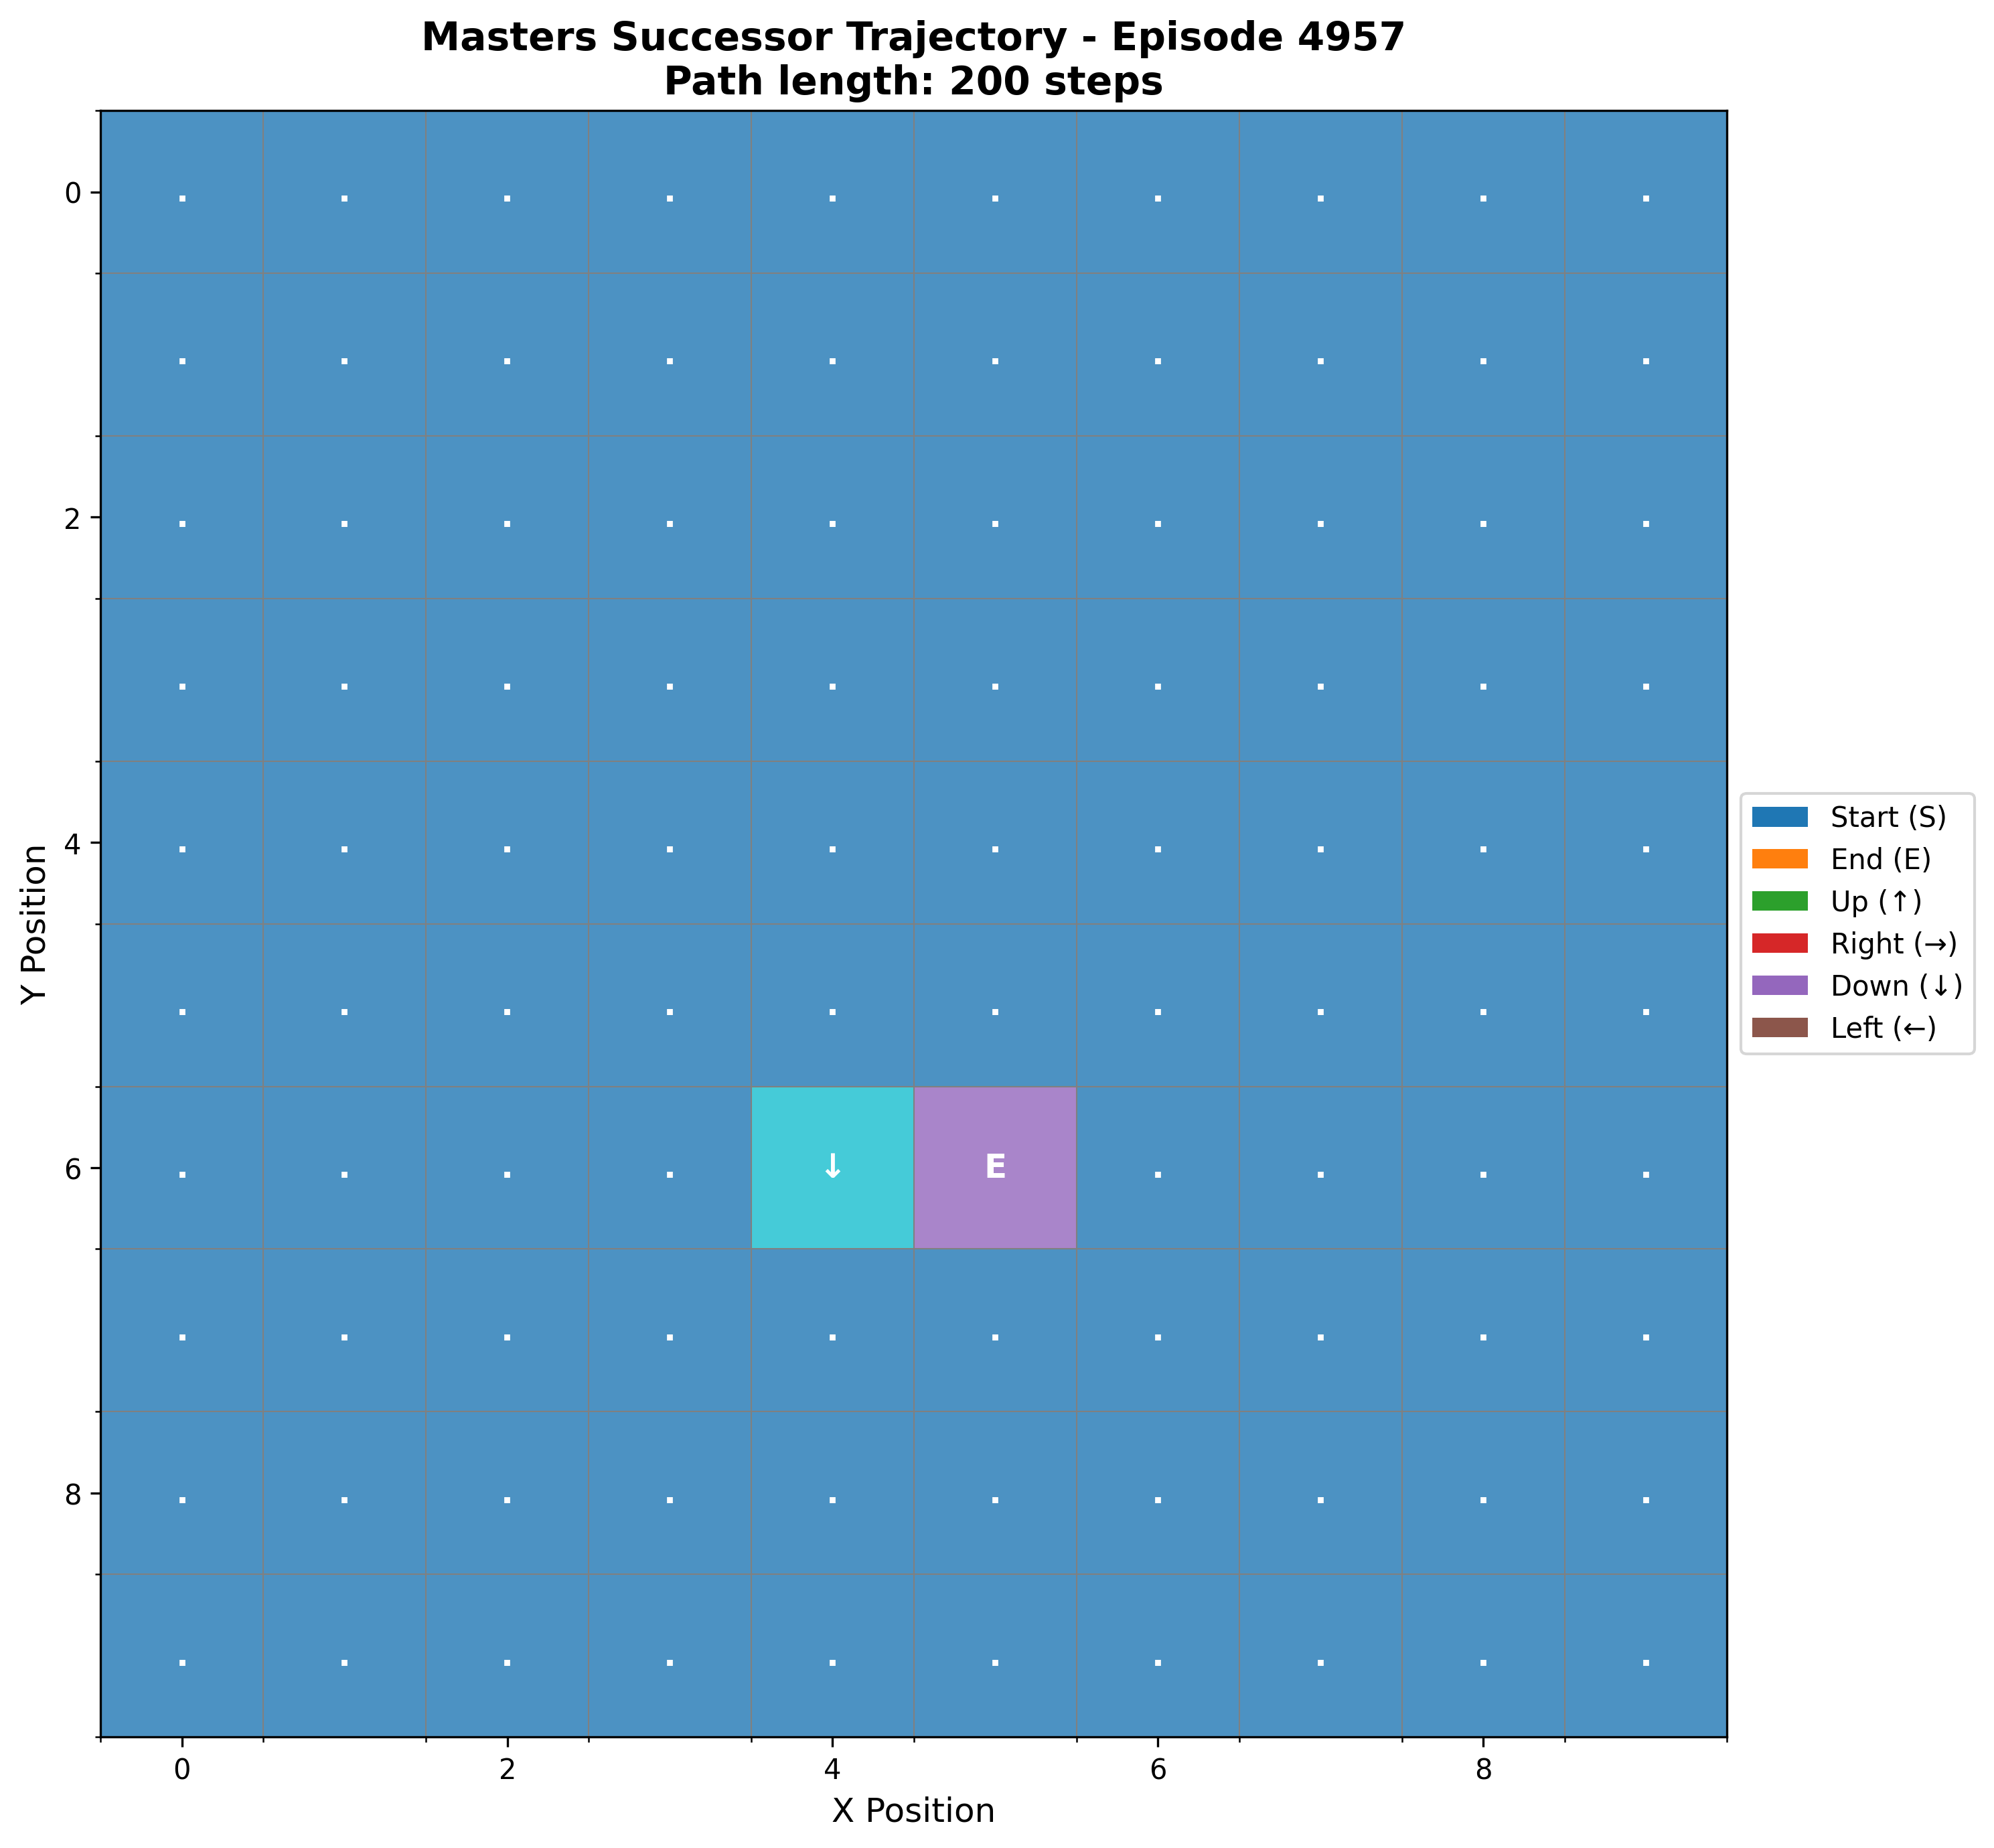 Masters Successor Trajectory - Episode 4957
Path length: 200 steps
0
2
4
↓ E
6
8
0 2 4 6 8
X Position
Y Position
Start (S)
End (E)
Up (↑)
Right (→)
Down (↓)
Left (←)